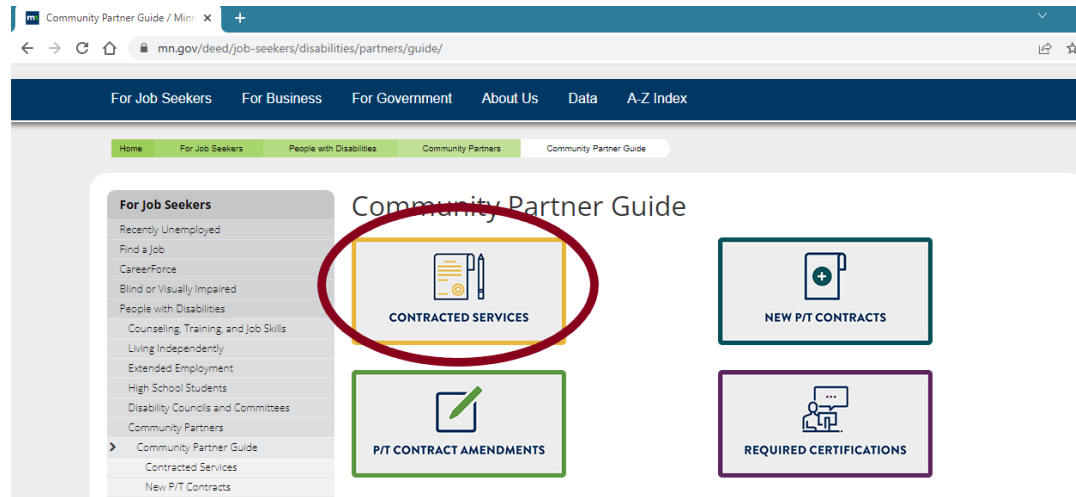 Community Partner Guide / Minn
mn.gov/deed/job-seekers/disabilities/partners/guide/
For Job Seekers For Business For Government About Us Data A-Z Index
Home For Job Seekers People with Disabilities Community Partners Community Partner Guide
For Job Seekers
Recently Unemployed
Find a Job
CareerForce
Blind or Visually Impaired
People with Disabilities
Counseling, Training, and Job Skills
Living Independently
Extended Employment
High School Students
Disability Councils and Committees
Community Partners
Community Partner Guide
Contracted Services
New P/T Contracts
Community Partner Guide
CONTRACTED SERVICES
NEW P/T CONTRACTS
P/T CONTRACT AMENDMENTS
REQUIRED CERTIFICATIONS